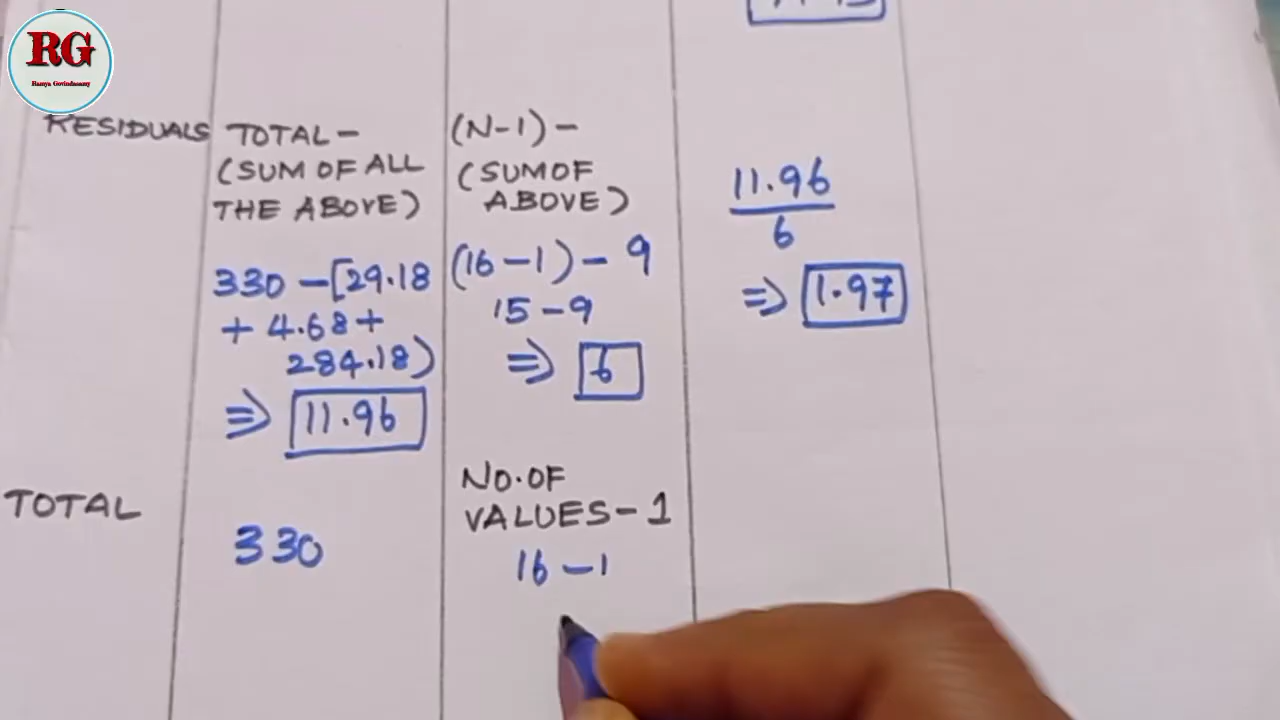 RG
Ramya Govindasamy
RESIDUALS
TOTAL -
(SUM OF ALL
THE ABOVE)
330 - [29.18
+ 4.68 +
284.18)
⇒ 11.96
(N-1) -
(SUM OF
ABOVE)
(16 - 1) - 9
15 - 9
⇒ 6
11.96
6
⇒ 1.97
TOTAL
330
NO. OF
VALUES - 1
16 - 1